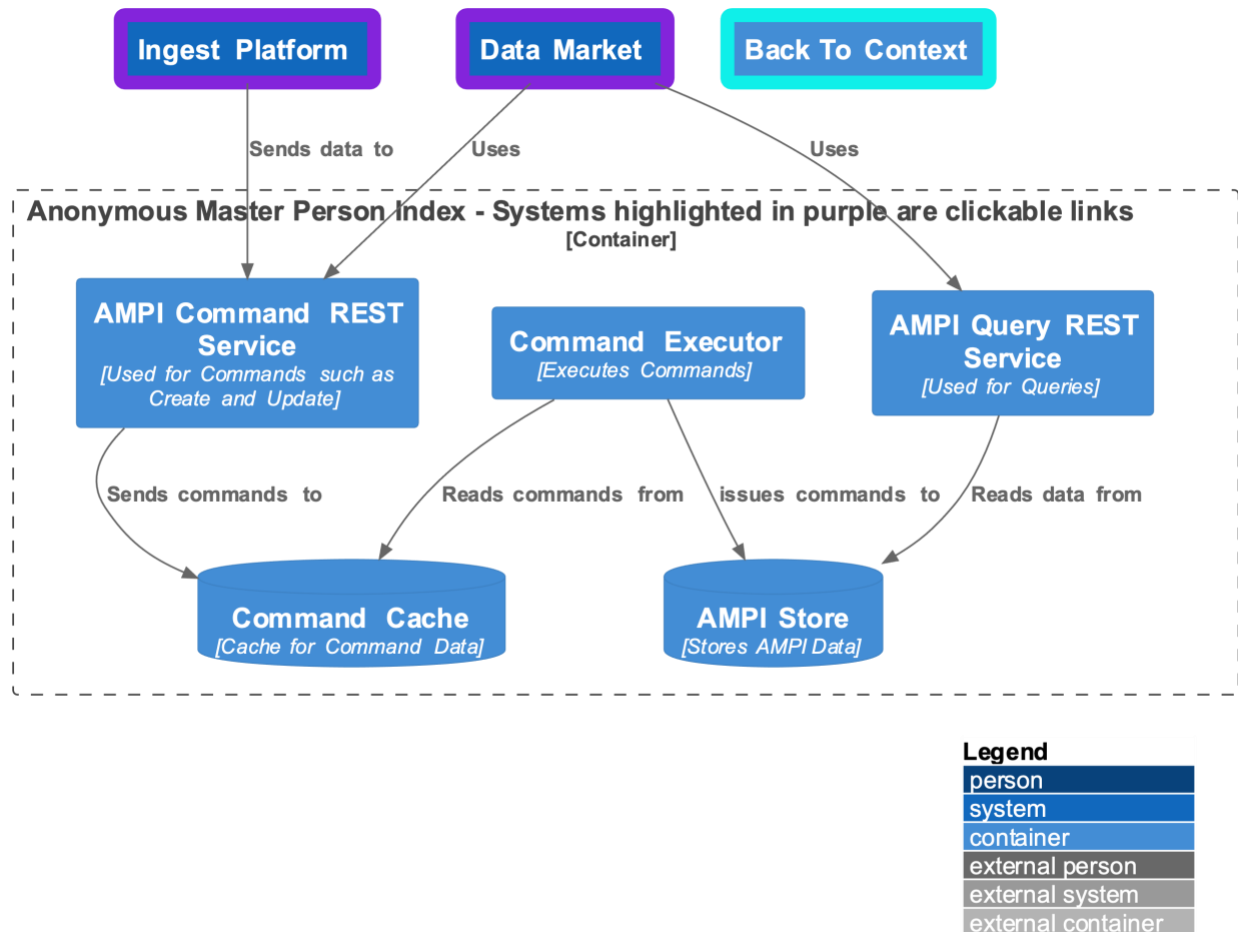 Ingest Platform
Data Market
Back To Context
Sends data to
Uses
Uses
Anonymous Master Person Index - Systems highlighted in purple are clickable links
[Container]
AMPI Command REST
Service
[Used for Commands such as
Create and Update]
Command Executor
[Executes Commands]
AMPI Query REST
Service
[Used for Queries]
Sends commands to
Reads commands from
issues commands to
Reads data from
Command Cache
[Cache for Command Data]
AMPI Store
[Stores AMPI Data]
Legend
person
system
container
external person
external system
external container